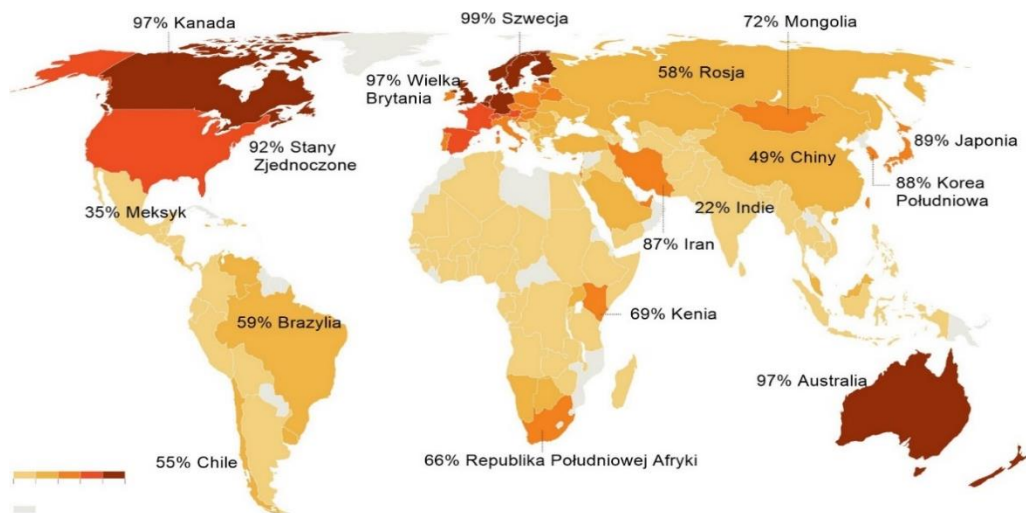 97% Kanada
99% Szwecja
72% Mongolia
97% Wielka
Brytania
58% Rosja
92% Stany
Zjednoczone
89% Japonia
49% Chiny
88% Korea
Południowa
35% Meksyk
22% Indie
87% Iran
59% Brazylia
69% Kenia
97% Australia
55% Chile
66% Republika Południowej Afryki